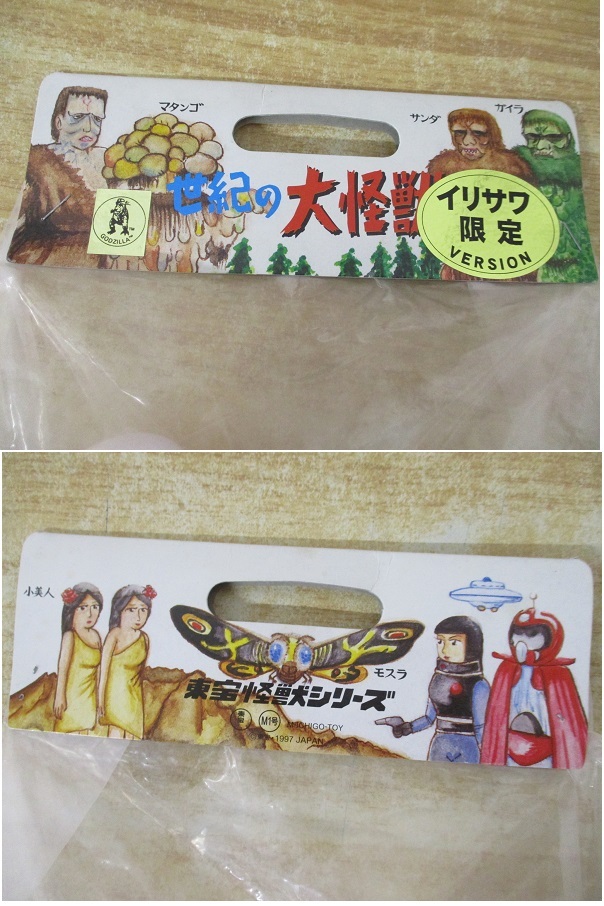 マタンゴ
サンダ
ガイラ
世紀の大怪獣
イリサワ
限定
VERSION
GODZILLA™
小美人
モスラ
東宝怪獣シリーズ
M1号
1997 JAPAN